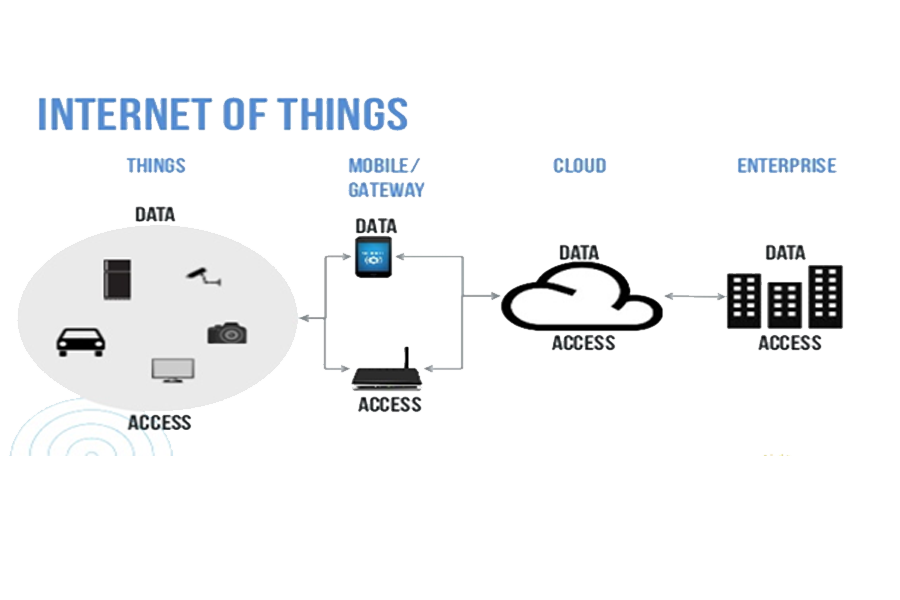 INTERNET OF THINGS
THINGS
MOBILE/
GATEWAY
CLOUD
ENTERPRISE
DATA
DATA
DATA
DATA
ACCESS
ACCESS
ACCESS
ACCESS